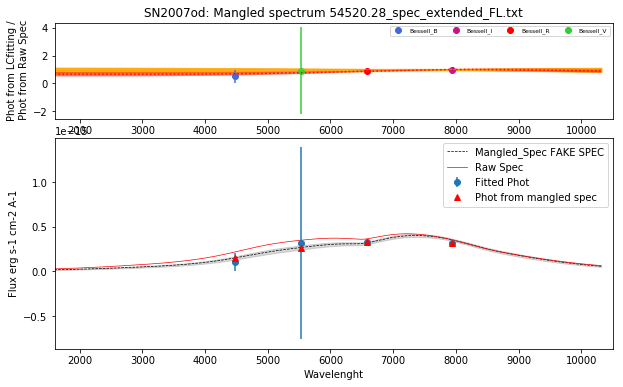 SN2007od: Mangled spectrum 54520.28_spec_extended_FL.txt
Phot from LCfitting /
Phot from Raw Spec
4
2
0
−2
Bessell_B
Bessell_I
Bessell_R
Bessell_V
2000 3000 4000 5000 6000 7000 8000 9000 10000
Flux erg s-1 cm-2 A-1
1.0
0.5
0.0
−0.5
Mangled_Spec FAKE SPEC
Raw Spec
Fitted Phot
Phot from mangled spec
2000 3000 4000 5000 6000 7000 8000 9000 10000
Wavelenght